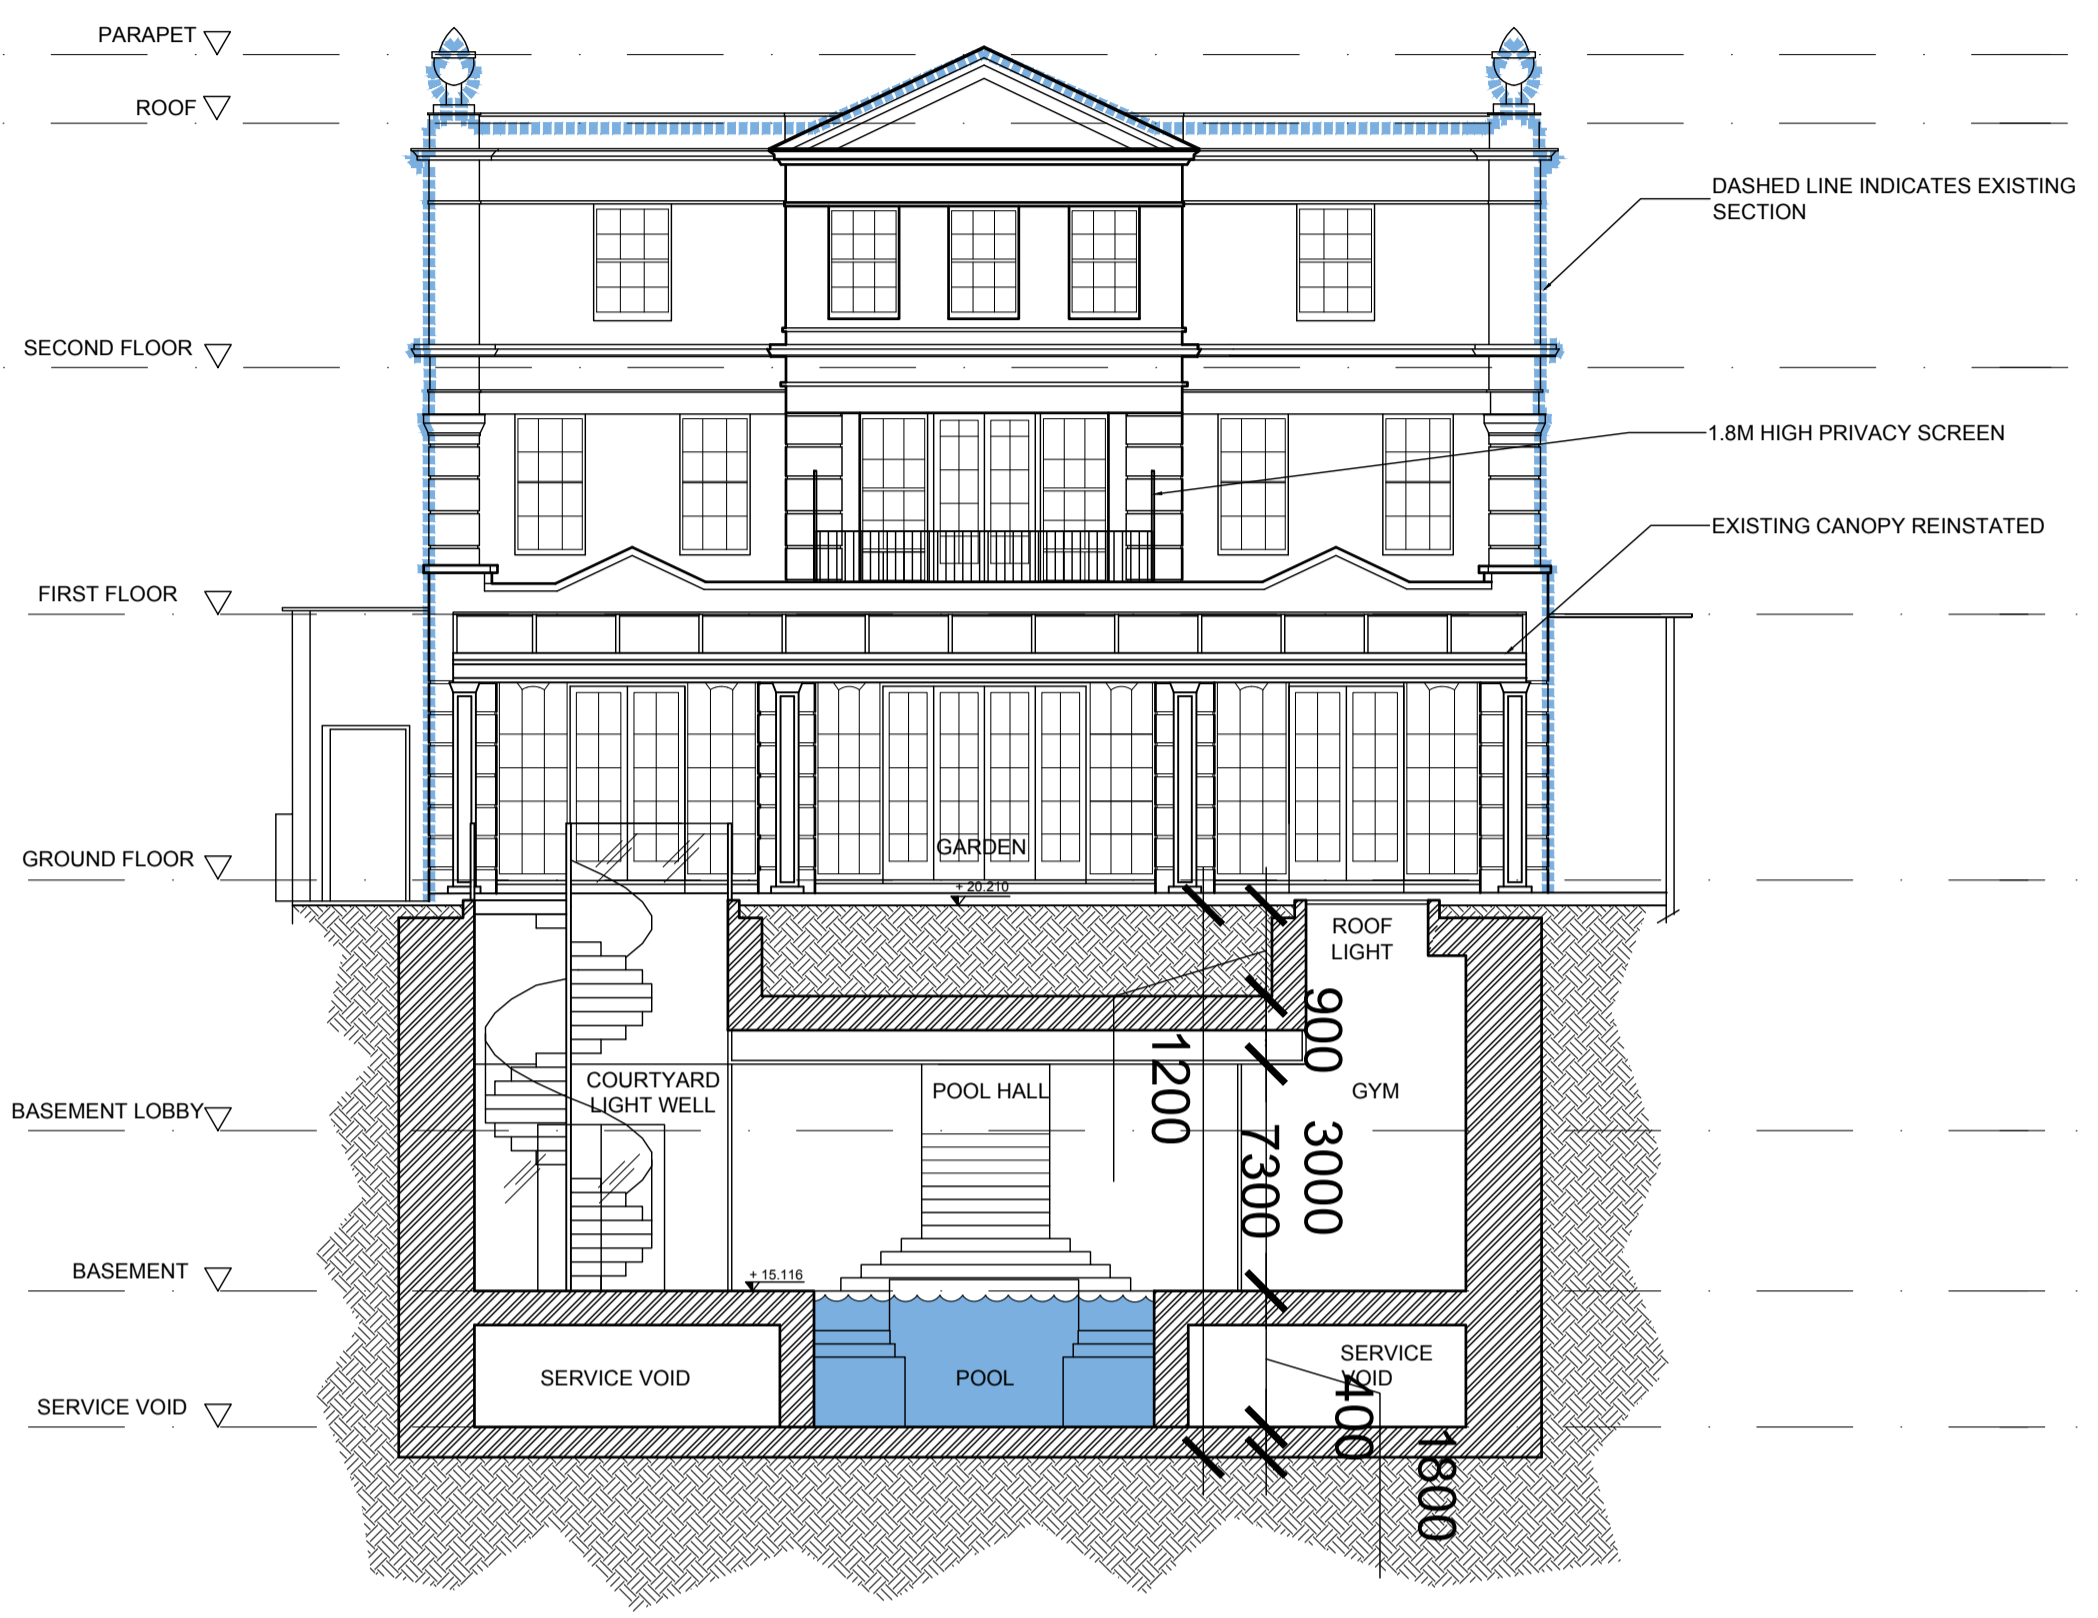 PARAPET
ROOF
DASHED LINE INDICATES EXISTING
SECTION
SECOND FLOOR
1.8M HIGH PRIVACY SCREEN
EXISTING CANOPY REINSTATED
FIRST FLOOR
GROUND FLOOR
GARDEN
+ 20.210
ROOF
LIGHT
900
1200
COURTYARD
LIGHT WELL
POOL HALL
GYM
BASEMENT LOBBY
7300
3000
BASEMENT
+ 15.116
SERVICE VOID
POOL
SERVICE
VOID
400
SERVICE VOID
1800